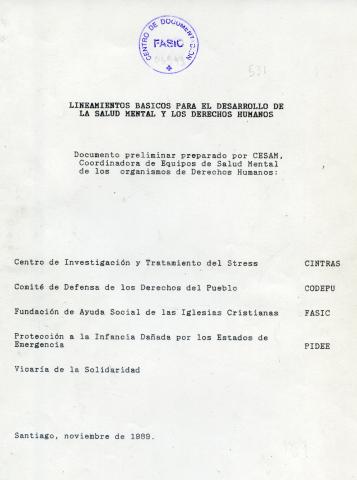 CENTRO DE DOCUMENTACION
FASIC
531
LINEAMIENTOS BASICOS PARA EL DESARROLLO DE
LA SALUD MENTAL Y LOS DERECHOS HUMANOS
Documento preliminar preparado por CESAM,
Coordinadora de Equipos de Salud Mental
de los organismos de Derechos Humanos:
Centro de Investigación y Tratamiento del Stress CINTRAS
Comité de Defensa de los Derechos del Pueblo CODEPU
Fundación de Ayuda Social de las Iglesias Cristianas FASIC
Protección a la Infancia Dañada por los Estados de
Emergencia PIDEE
Vicaría de la Solidaridad
Santiago, noviembre de 1989.